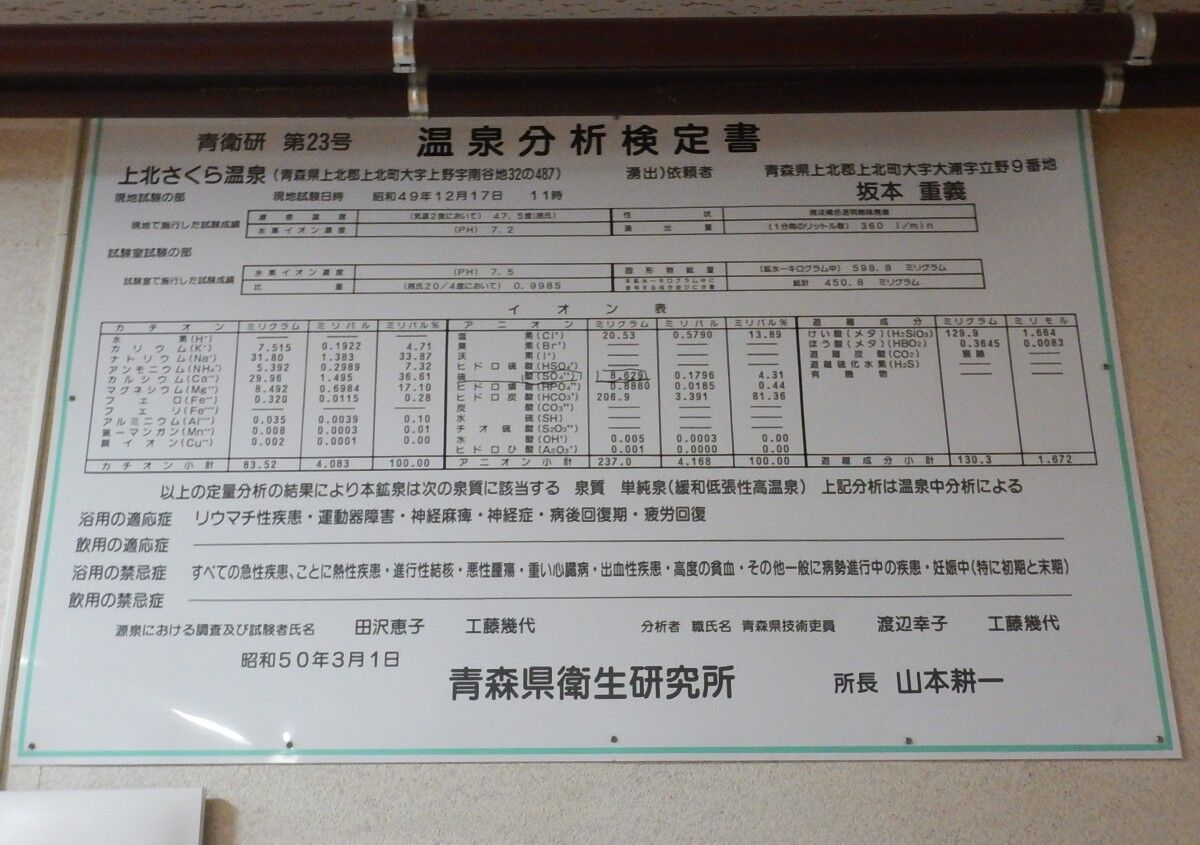 青衛研 第23号 温泉分析検定書
上北さくら温泉(青森県上北郡上北町大字上野字南谷地32の487) 湧出)依頼者 青森県上北郡上北町大字大浦字立野9番地
坂本 重義
現地試験の部 現地試験日時 昭和49年12月17日 11時
現地で施行した試験成績
源泉温度 (気温2度において) 47.5度(摂氏) 性状
水素イオン濃度 (PH) 7.2 湧出量 (1分間のリットル数) 360 l/min
試験室試験の部
試験室で施行した試験成績
水素イオン濃度 (PH) 7.5 固形物総量 (鉱水一キログラム中) 598.8 ミリグラム
比重 (摂氏20/4度において) 0.9985 総計 450.8 ミリグラム
イオン表
カチオン ミリグラム ミリバル ミリバル% アニオン ミリグラム ミリバル ミリバル% 遊離成分 ミリグラム ミリモル
水素(H⁺) 塩素(Cl') 20.53 0.5790 13.89 けい酸(メタ)(H₂SiO₃) 129.9 1.664
カリウム(K⁺) 7.515 0.1922 4.71 臭素(Br') ほう酸(メタ)(HBO₂) 0.3645 0.0083
ナトリウム(Na⁺) 31.80 1.383 33.87 沃素(I') 遊離炭酸(CO₂) 痕跡
アンモニウム(NH₄⁺) 5.392 0.2989 7.32 ヒドロ硫酸(HSO₄') 遊離硫化水素(H₂S)
カルシウム(Ca⁺⁺) 29.96 1.495 36.61 硫酸(SO₄'') 8.629 0.1796 4.31 有機物
マグネシウム(Mg⁺⁺) 8.492 0.6984 17.10 ヒドロ燐酸(HPO₄'') 0.8880 0.0185 0.44
フェロ(Fe⁺⁺) 0.320 0.0115 0.28 ヒドロ炭酸(HCO₃') 206.9 3.391 81.36
フェリ(Fe⁺⁺⁺) 炭酸(CO₃'')
アルミニウム(Al⁺⁺⁺) 0.035 0.0039 0.10 水硫(SH)
第一マンガン(Mn⁺⁺) 0.008 0.0003 0.01 チオ硫酸(S₂O₃'')
銅イオン(Cu⁺⁺) 0.002 0.0001 0.00 水酸(OH') 0.005 0.0003 0.00
ヒドロひ酸(AsO₃') 0.001 0.0000 0.00
カチオン小計 83.52 4.083 100.00 アニオン小計 237.0 4.168 100.00 遊離成分小計 130.3 1.672
以上の定量分析の結果により本鉱泉は次の泉質に該当する 泉質 単純泉(緩和低張性高温泉) 上記分析は温泉中分析による
浴用の適応症 リウマチ性疾患・運動器障害・神経麻痺・神経症・病後回復期・疲労回復
飲用の適応症
浴用の禁忌症 すべての急性疾患、ことに熱性疾患・進行性結核・悪性腫瘍・重い心臓病・出血性疾患・高度の貧血・その他一般に病勢進行中の疾患・妊娠中(特に初期と末期)
飲用の禁忌症
源泉における調査及び試験者氏名 田沢恵子 工藤幾代 分析者 職氏名 青森県技術吏員 渡辺幸子 工藤幾代
昭和50年3月1日
青森県衛生研究所 所長 山本耕一